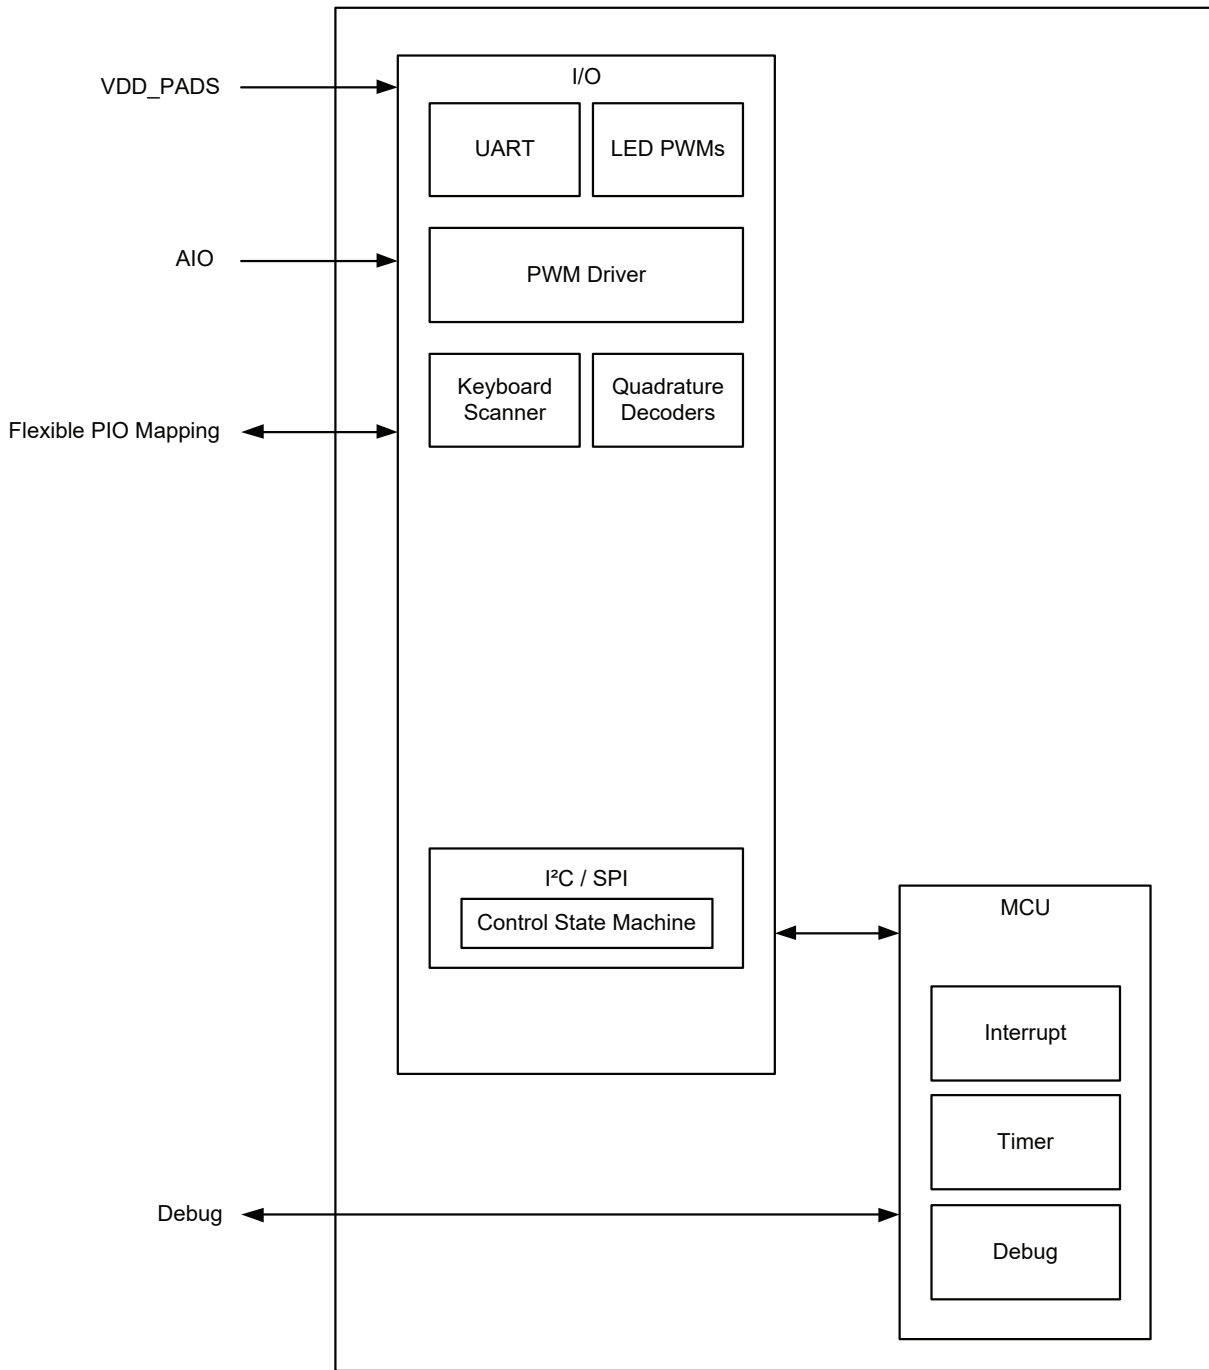 I/O
VDD_PADS
UART
LED PWMs
AIO
PWM Driver
Keyboard
Scanner
Quadrature
Decoders
Flexible PIO Mapping
I²C / SPI
Control State Machine
MCU
Interrupt
Timer
Debug
Debug